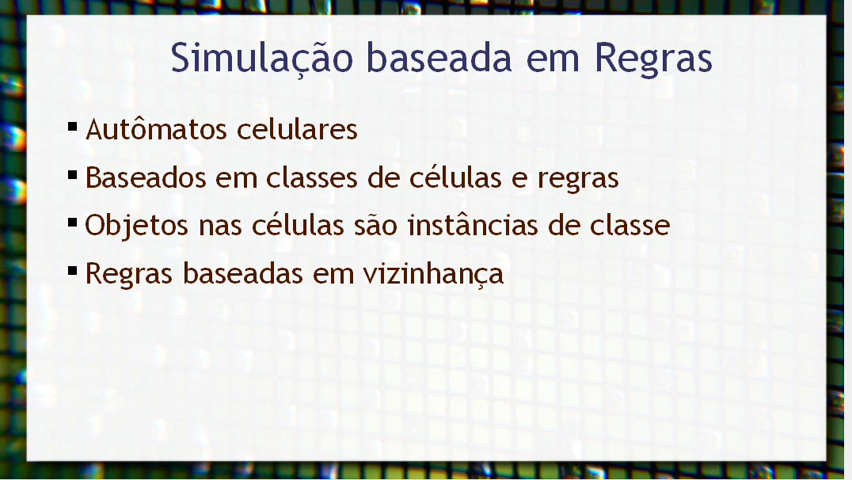 Simulação baseada em Regras
Autômatos celulares
Baseados em classes de células e regras
Objetos nas células são instâncias de classe
Regras baseadas em vizinhança